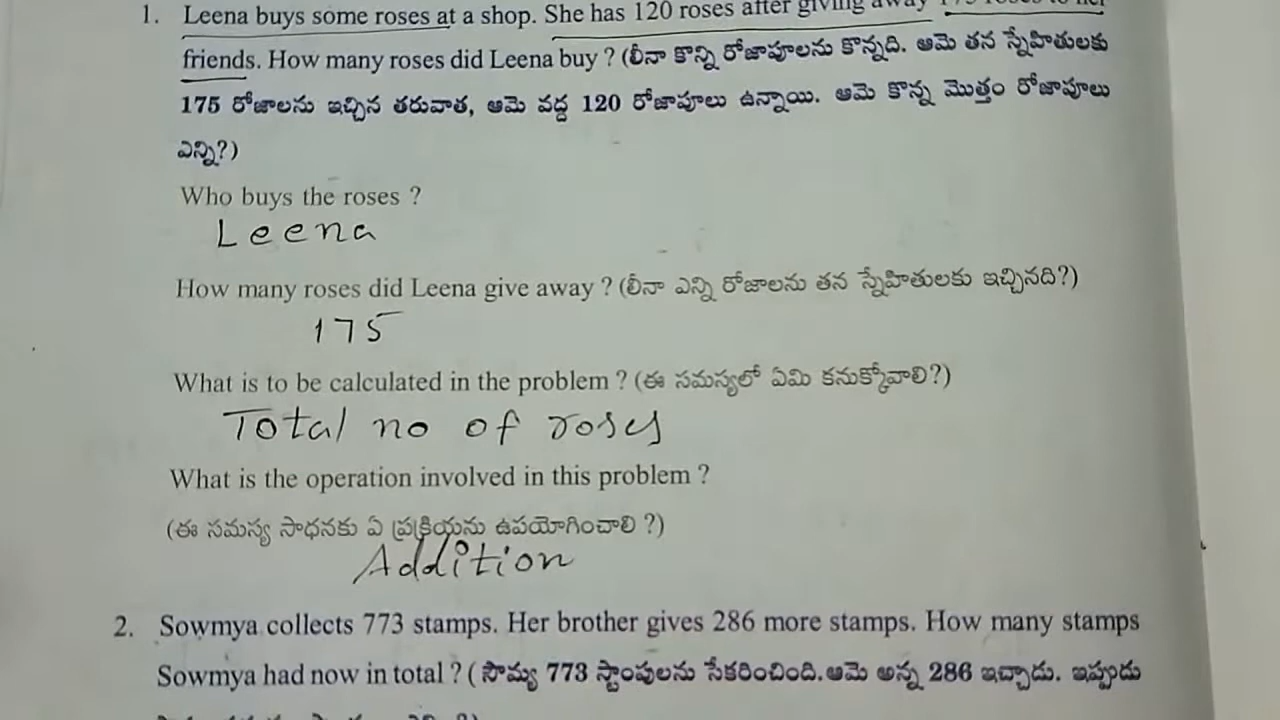 1. Leena buys some roses at a shop. She has 120 roses after giving away 175 roses to her
friends. How many roses did Leena buy ? (లీనా కొన్ని రోజాపూలను కొన్నది. ఆమె తన స్నేహితులకు
175 రోజాలను ఇచ్చిన తరువాత, ఆమె వద్ద 120 రోజాపూలు ఉన్నాయి. ఆమె కొన్న మొత్తం రోజాపూలు
ఎన్ని?)
Who buys the roses ?
Leena
How many roses did Leena give away ? (లీనా ఎన్ని రోజాలను తన స్నేహితులకు ఇచ్చినది?)
175
What is to be calculated in the problem ? (ఈ సమస్యలో ఏమి కనుక్కోవాలి?)
Total no of roses
What is the operation involved in this problem ?
(ఈ సమస్య సాధనకు ఏ ప్రక్రియను ఉపయోగించాలి ?)
Addition
2. Sowmya collects 773 stamps. Her brother gives 286 more stamps. How many stamps
Sowmya had now in total ? ( సౌమ్య 773 స్టాంపులను సేకరించింది.ఆమె అన్న 286 ఇచ్చాడు. ఇప్పుడు